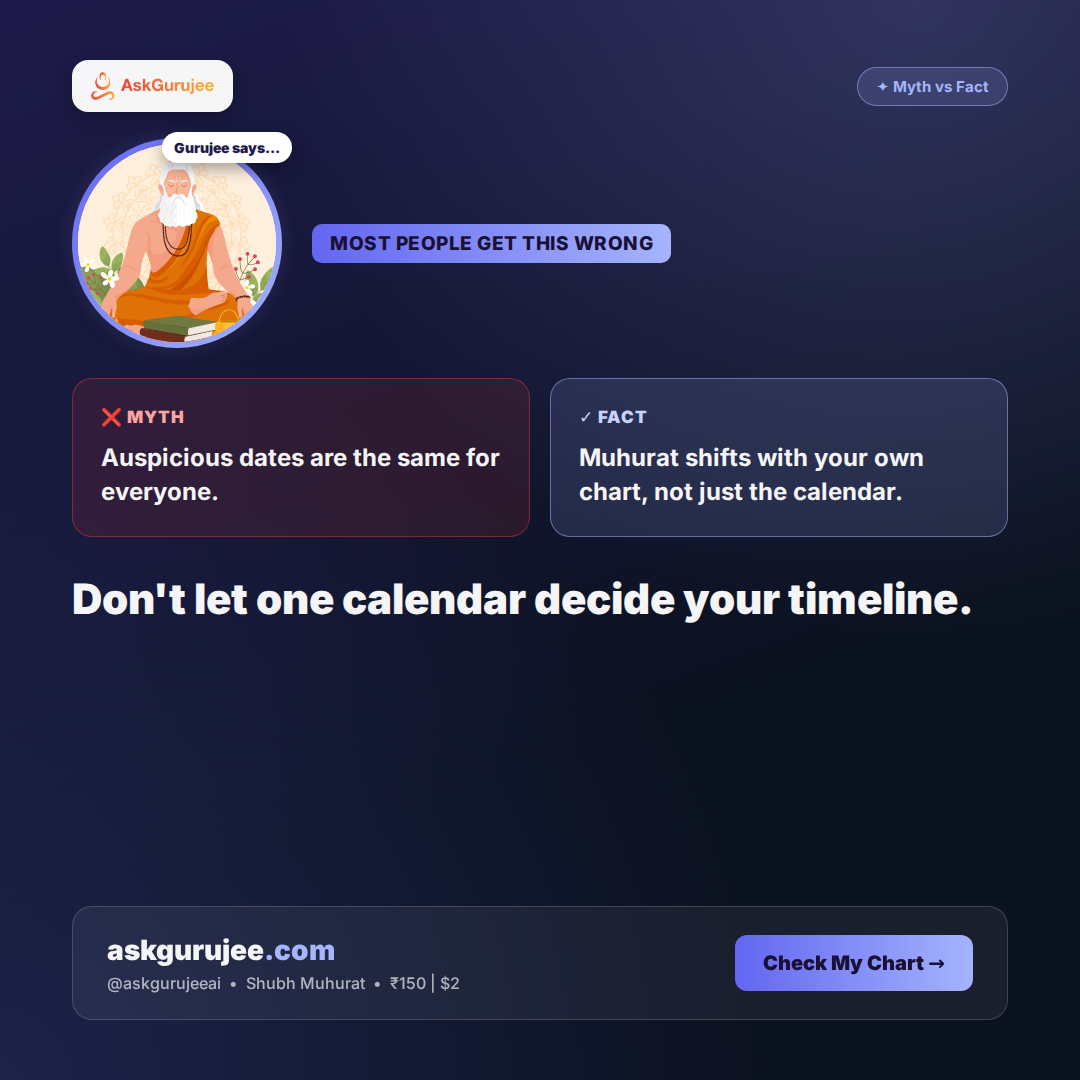 AskGurujee
✦ Myth vs Fact
Gurujee says...
MOST PEOPLE GET THIS WRONG
❌ MYTH
Auspicious dates are the same for
everyone.
✓ FACT
Muhurat shifts with your own
chart, not just the calendar.
Don't let one calendar decide your timeline.
askgurujee.com
@askgurujeeai • Shubh Muhurat • ₹150 | $2
Check My Chart →